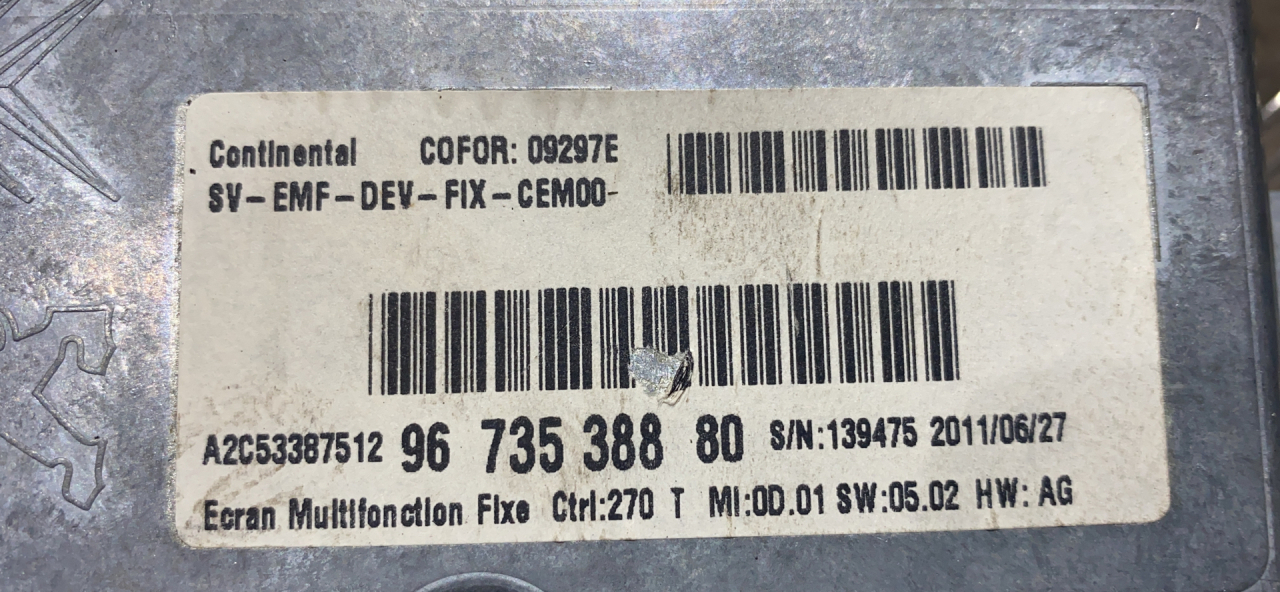 Continental COFOR: 09297E
SV-EMF-DEV-FIX-CEM00-
A2C53387512 96 735 388 80 S/N:139475 2011/06/27
Ecran Multifonction Fixe Ctrl:270 T MI:0D.01 SW:05.02 HW: AG